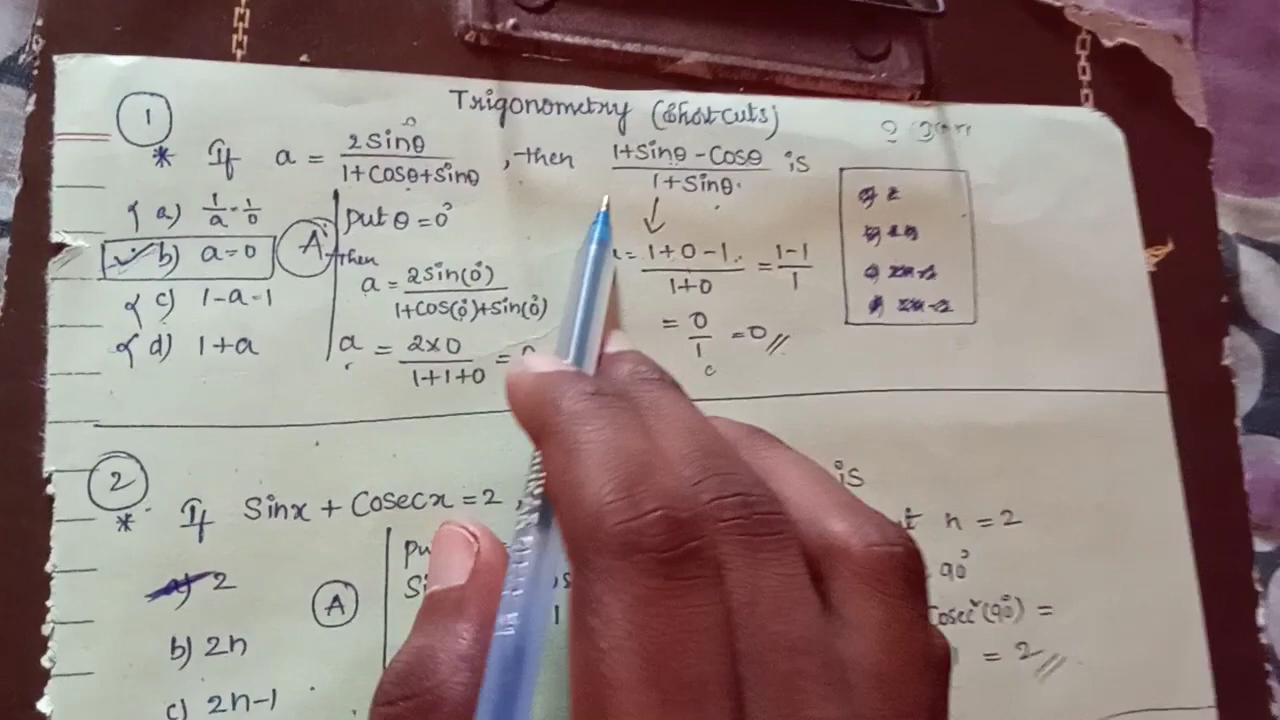 Trigonometry (Shortcuts)
1
* If a = 2Sinθ / 1+Cosθ+Sinθ , then 1+Sinθ-Cosθ / 1+Sinθ is
a) 1/a = 1/0
b) a=0
c) 1-a=1
d) 1+a
A
put θ = 0°
then
a = 2Sin(0°) / 1+Cos(0°)+Sin(0°)
a = 2×0 / 1+1+0 =
= 1+0-1 / 1+0 = 1-1 / 1
= 0/1 = 0 //
2
* If Sinx + Cosecx = 2, is
a) 2
b) 2n
c) 2n-1
A
n = 2
90°
Cosec²(90°) =
= 2 //